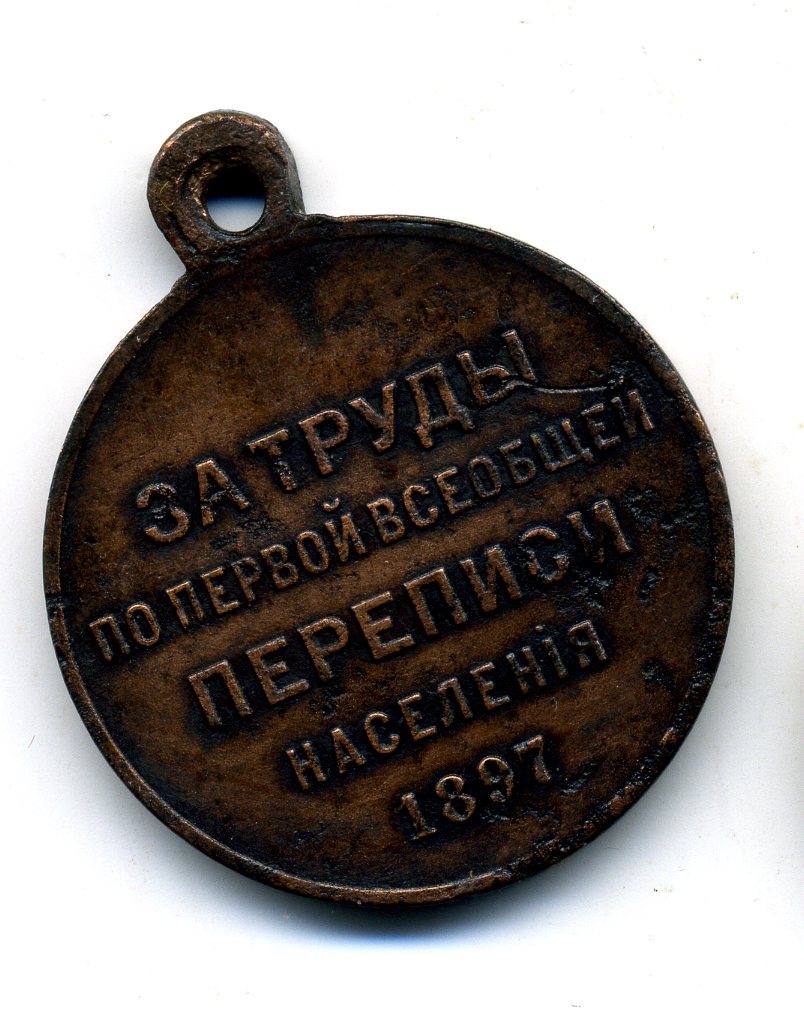 ЗА ТРУДЫ
ПО ПЕРВОЙ ВСЕОБЩЕЙ
ПЕРЕПИСИ
НАСЕЛЕНІЯ
1897